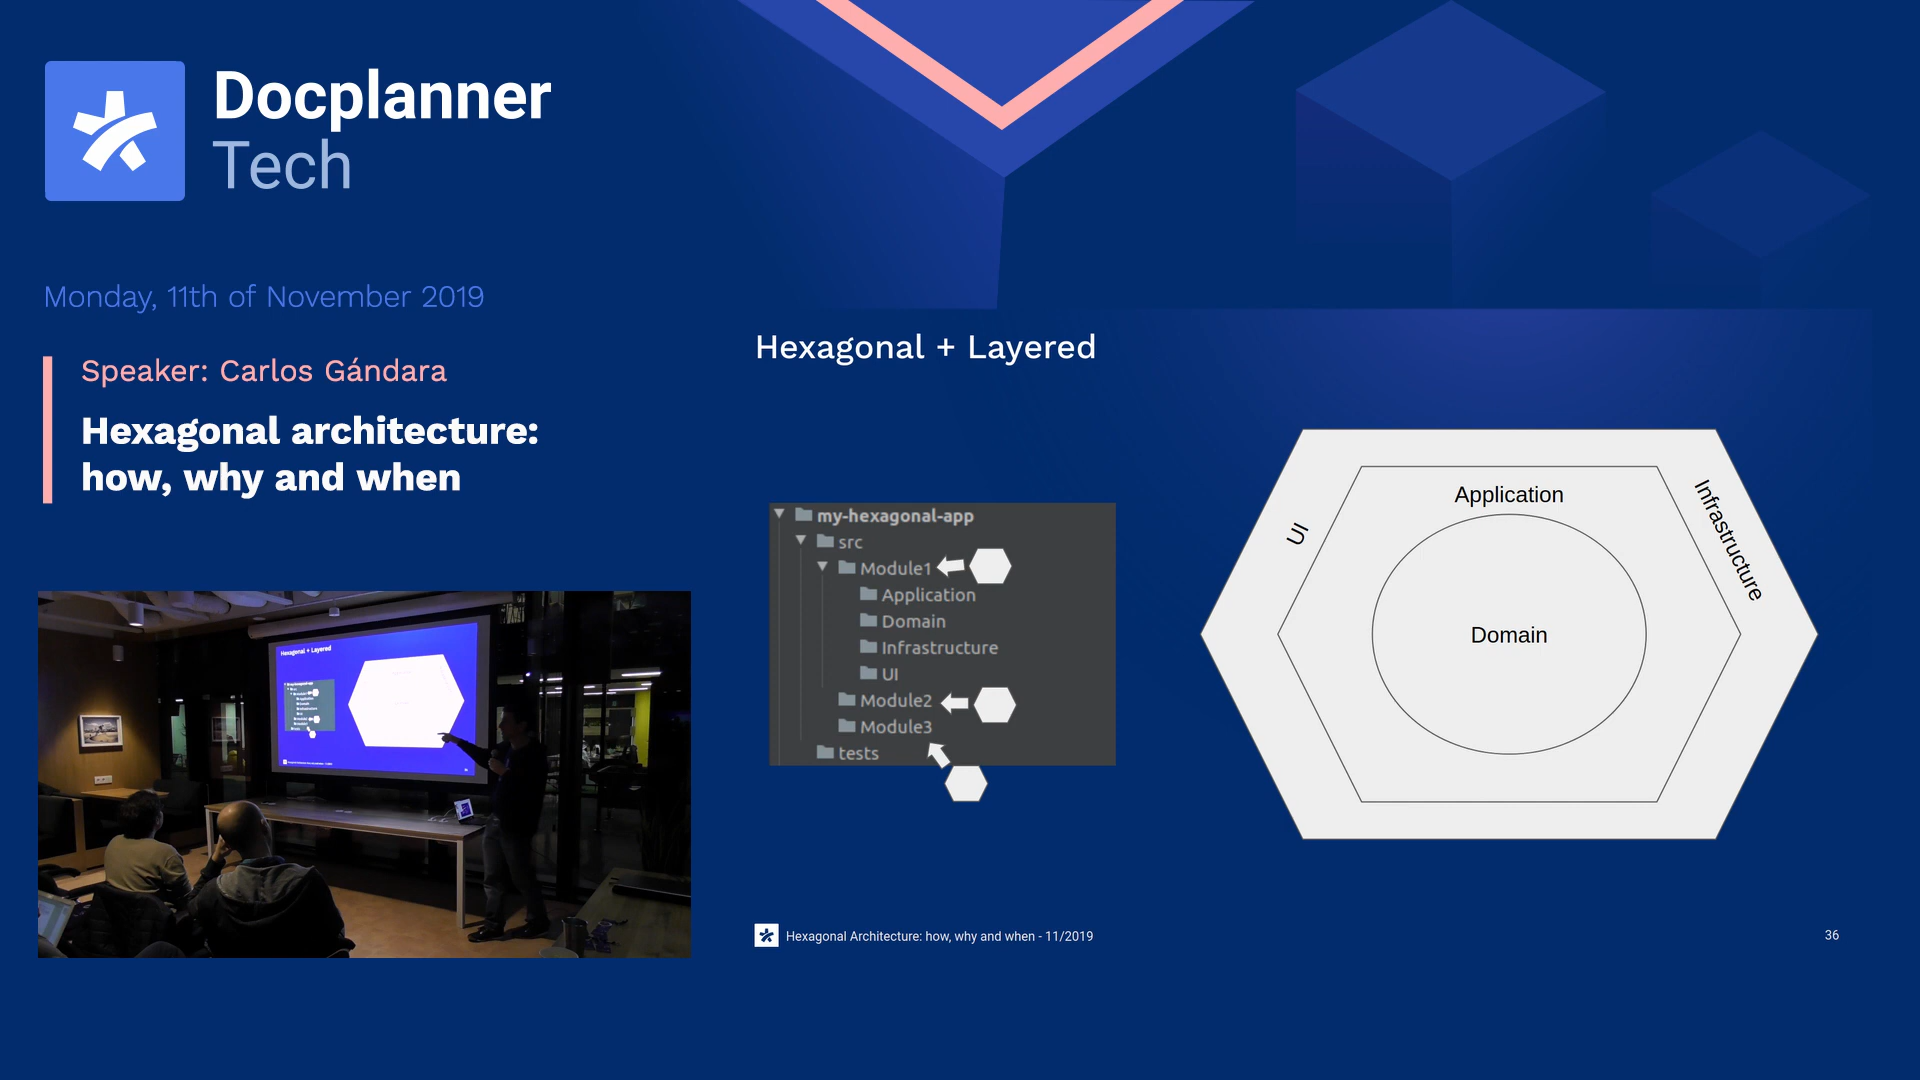 Docplanner
Tech
Monday, 11th of November 2019
Speaker: Carlos Gándara
Hexagonal architecture:
how, why and when
Hexagonal + Layered
Hexagonal + Layered
my-hexagonal-app
src
Module1
Application
Domain
Infrastructure
UI
Module2
Module3
tests
UI
Application
Infrastructure
Domain
Hexagonal Architecture: how, why and when - 11/2019
36